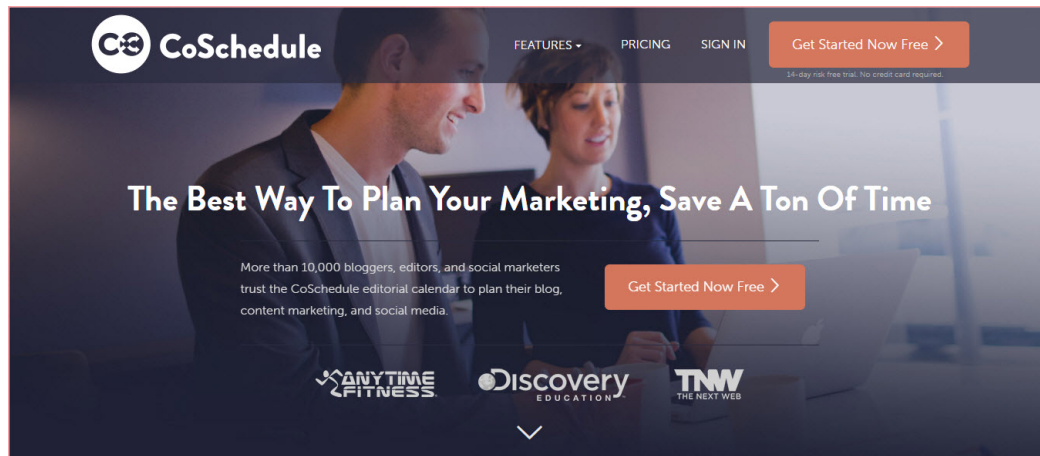 CoSchedule
FEATURES
PRICING
SIGN IN
Get Started Now Free
14-day risk free trial. No credit card required.
The Best Way To Plan Your Marketing, Save A Ton Of Time
More than 10,000 bloggers, editors, and social marketers
trust the CoSchedule editorial calendar to plan their blog,
content marketing, and social media.
Get Started Now Free
ANYTIME
FITNESS
Discovery
EDUCATION
TNW
THE NEXT WEB